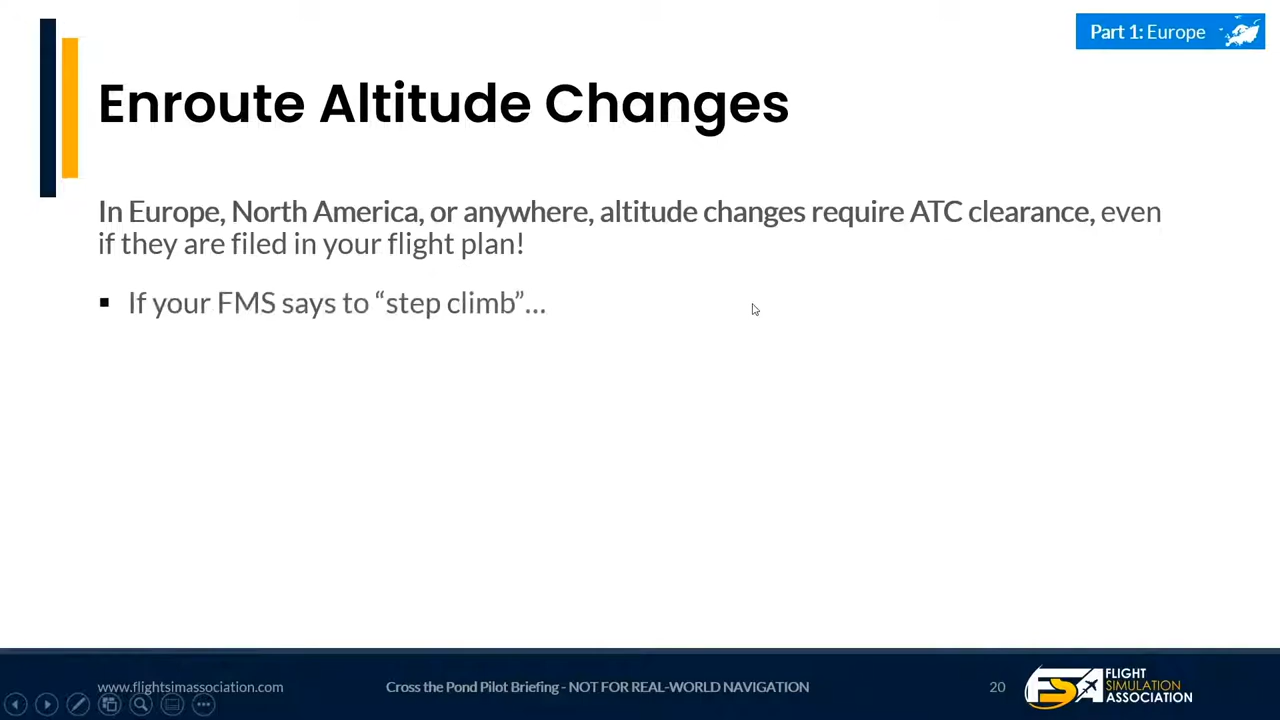 Part 1: Europe
Enroute Altitude Changes
In Europe, North America, or anywhere, altitude changes require ATC clearance, even
if they are filed in your flight plan!
▪ If your FMS says to “step climb”...
www.flightsimassociation.com
Cross the Pond Pilot Briefing - NOT FOR REAL-WORLD NAVIGATION
20
FSA
FLIGHT
SIMULATION
ASSOCIATION